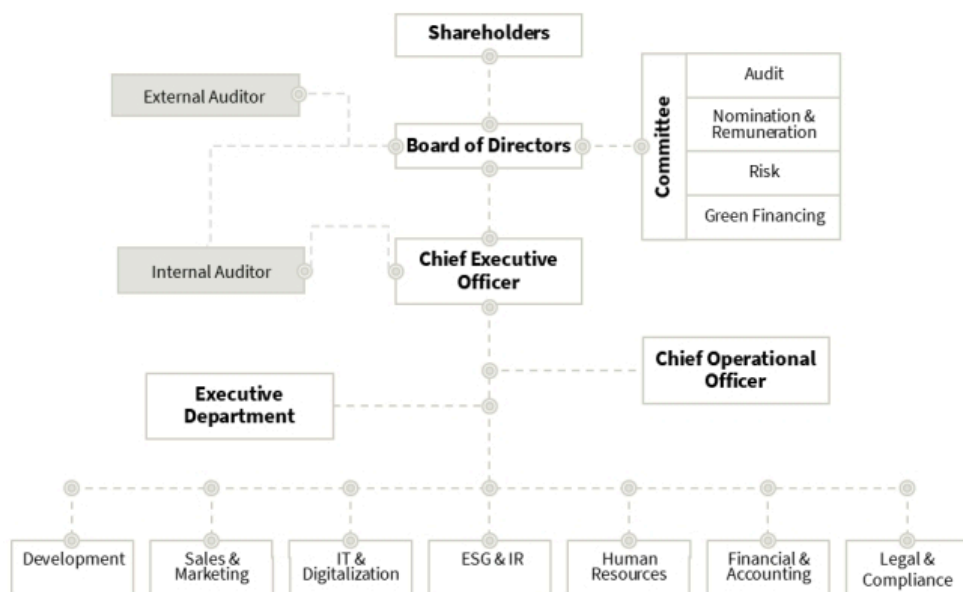 Shareholders
External Auditor
Board of Directors
Committee
Audit
Nomination &
Remuneration
Risk
Green Financing
Internal Auditor
Chief Executive
Officer
Chief Operational
Officer
Executive
Department
Development
Sales &
Marketing
IT &
Digitalization
ESG & IR
Human
Resources
Financial &
Accounting
Legal &
Compliance